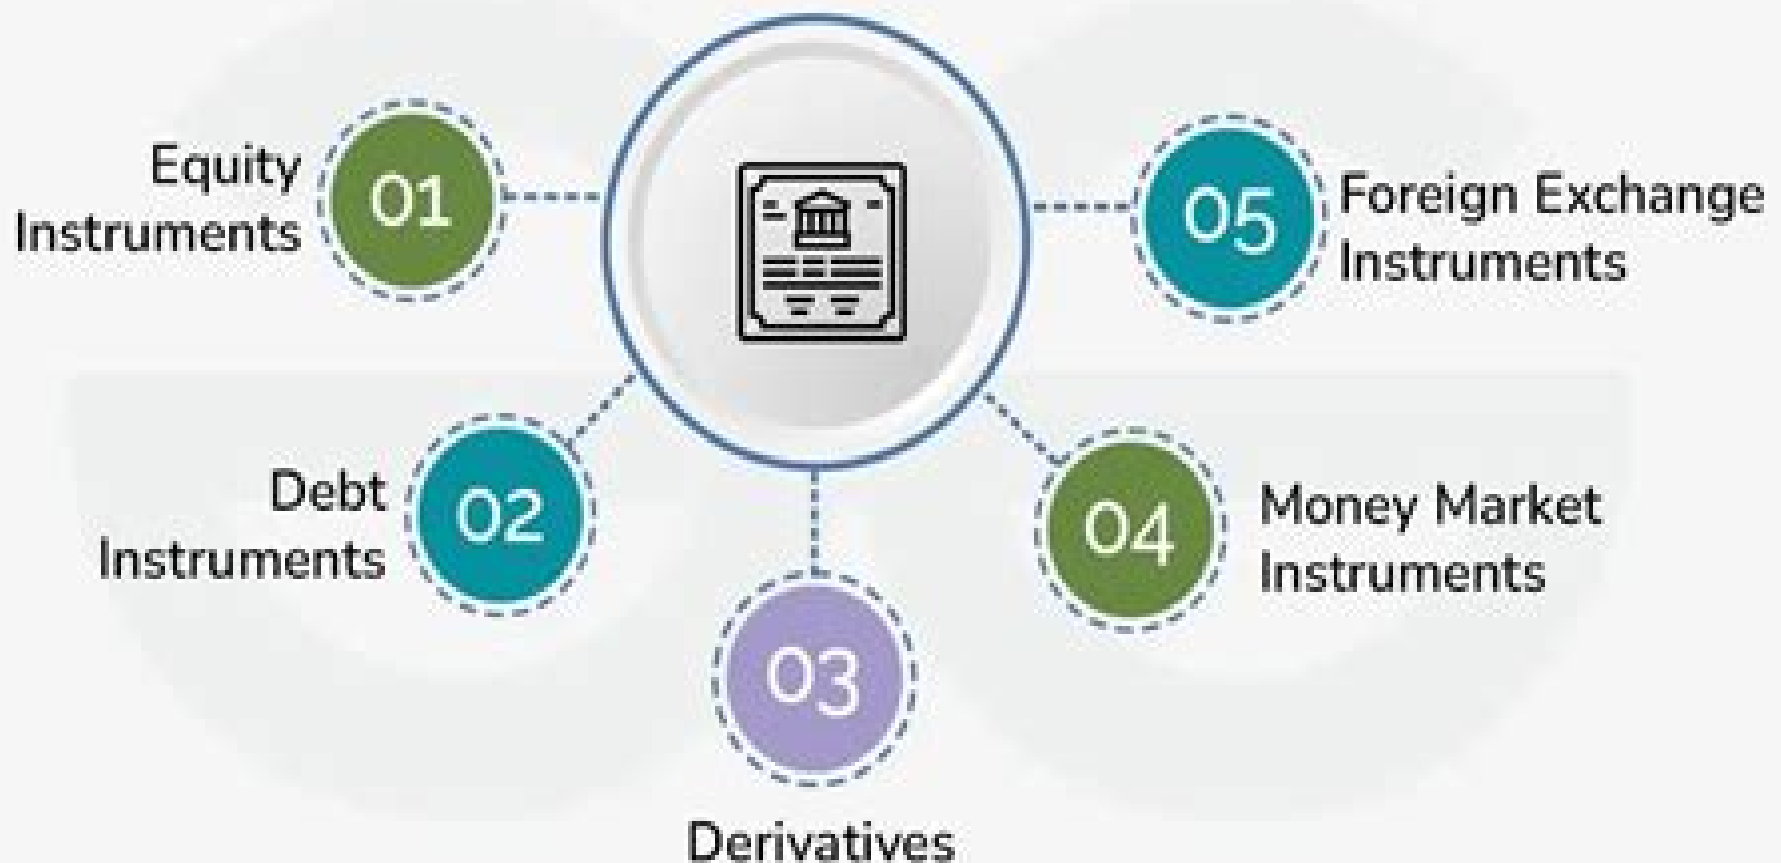 Equity
Instruments
01
Debt
Instruments
02
03
Derivatives
04
Money Market
Instruments
05
Foreign Exchange
Instruments